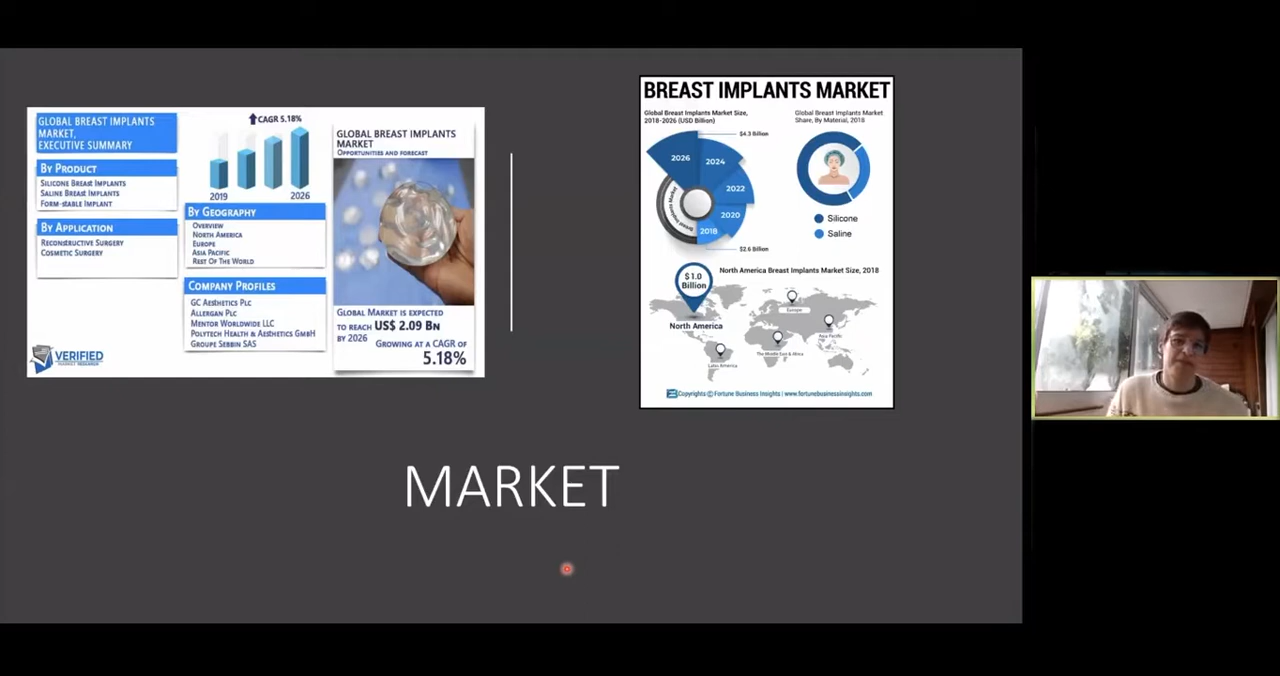 GLOBAL BREAST IMPLANTS
MARKET,
EXECUTIVE SUMMARY
BY PRODUCT
SILICONE BREAST IMPLANTS
SALINE BREAST IMPLANTS
FORM-STABLE IMPLANT
BY APPLICATION
RECONSTRUCTIVE SURGERY
COSMETIC SURGERY
VERIFIED
MARKET RESEARCH
CAGR 5.18%
2019 2026
BY GEOGRAPHY
OVERVIEW
NORTH AMERICA
EUROPE
ASIA PACIFIC
REST OF THE WORLD
COMPANY PROFILES
GC AESTHETICS PLC
ALLERGAN PLC
MENTOR WORLDWIDE LLC
POLYTECH HEALTH & AESTHETICS GMBH
GROUPE SEBBIN SAS
GLOBAL BREAST IMPLANTS
MARKET
OPPORTUNITIES AND FORECAST
GLOBAL MARKET IS EXPECTED
TO REACH US$ 2.09 BN
BY 2026
GROWING AT A CAGR OF
5.18%
BREAST IMPLANTS MARKET
Global Breast Implants Market Size,
2018-2026 (USD Billion)
$4.3 Billion
2026
2024
2022
2020
2018
Breast Implants Market
$2.6 Billion
Global Breast Implants Market
Share, By Material, 2018
Silicone
Saline
North America Breast Implants Market Size, 2018
$1.0
Billion
North America
Europe
Asia Pacific
The Middle East & Africa
Latin America
Copyrights © Fortune Business Insights | www.fortunebusinessinsights.com
MARKET